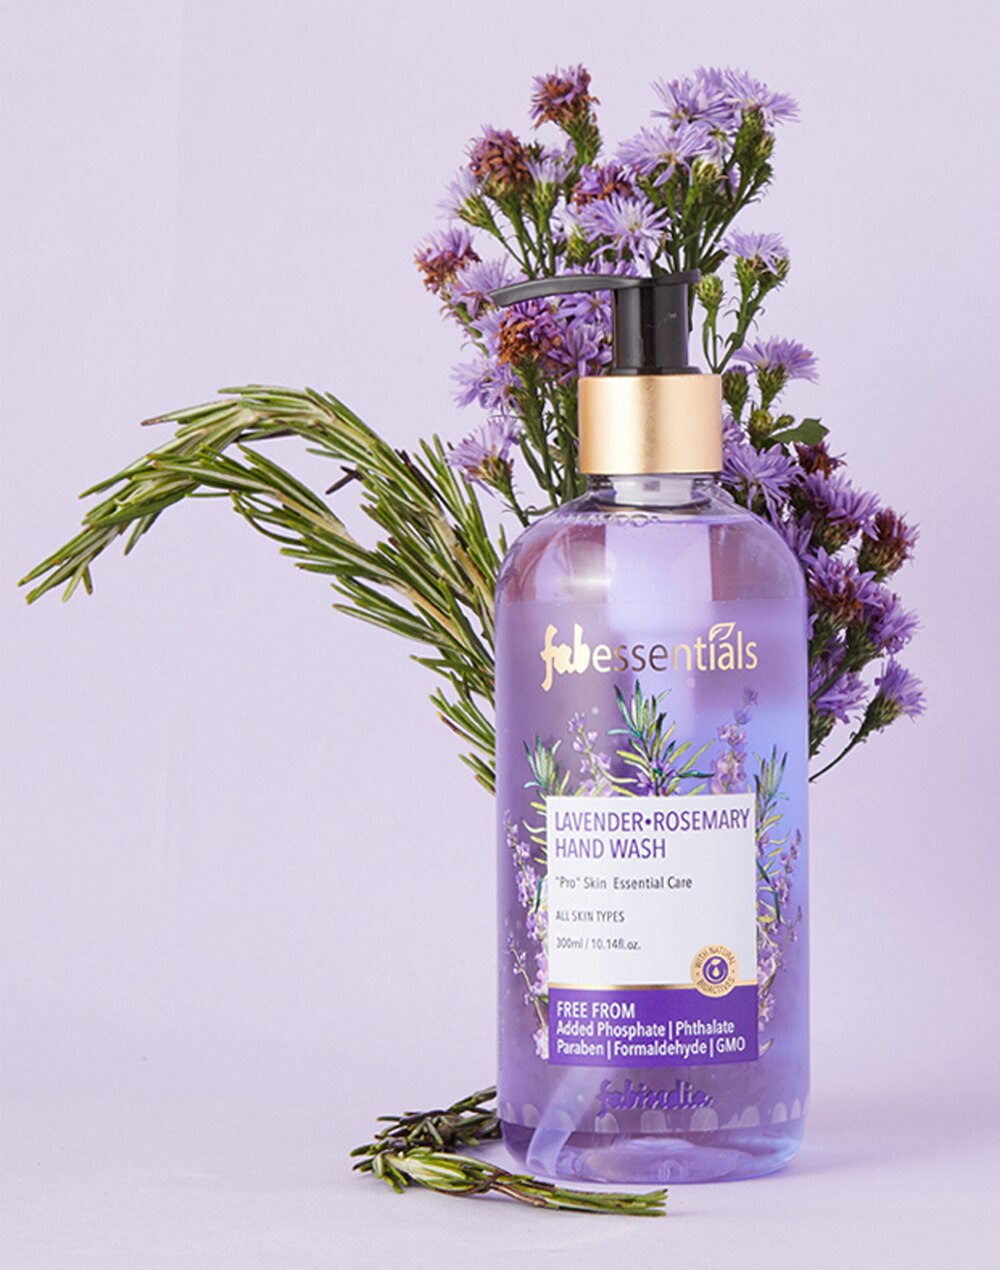 fabessentials
LAVENDER•ROSEMARY
HAND WASH
"Pro" Skin Essential Care
ALL SKIN TYPES
300ml / 10.14fl.oz.
WITH NATURAL
BIOACTIVES
FREE FROM
Added Phosphate | Phthalate
Paraben | Formaldehyde | GMO
fabindia